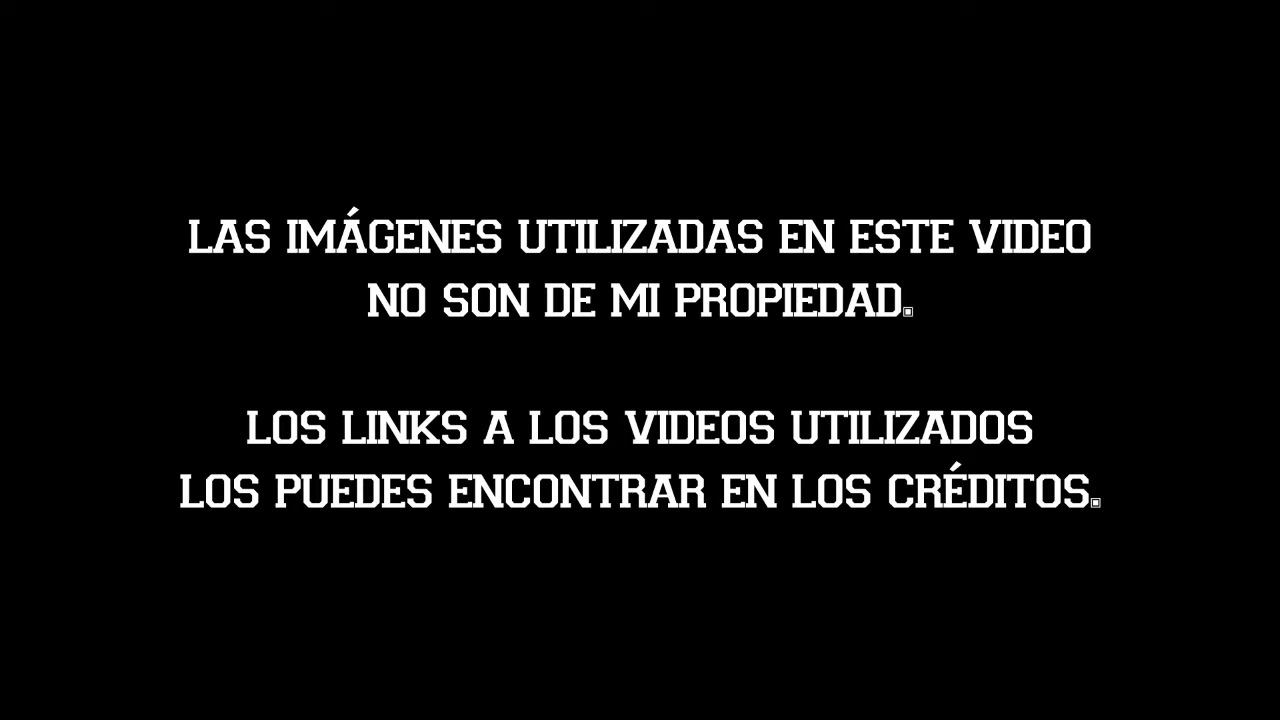 LAS IMÁGENES UTILIZADAS EN ESTE VIDEO
NO SON DE MI PROPIEDAD.
LOS LINKS A LOS VIDEOS UTILIZADOS
LOS PUEDES ENCONTRAR EN LOS CRÉDITOS.